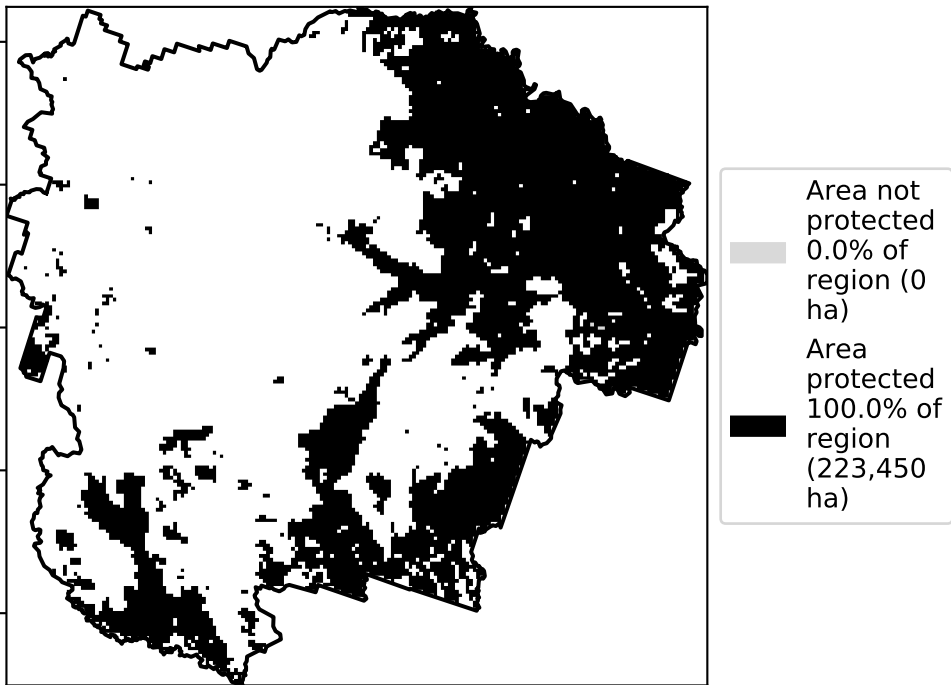 Area not
protected
0.0% of
region (0
ha)
Area
protected
100.0% of
region
(223,450
ha)